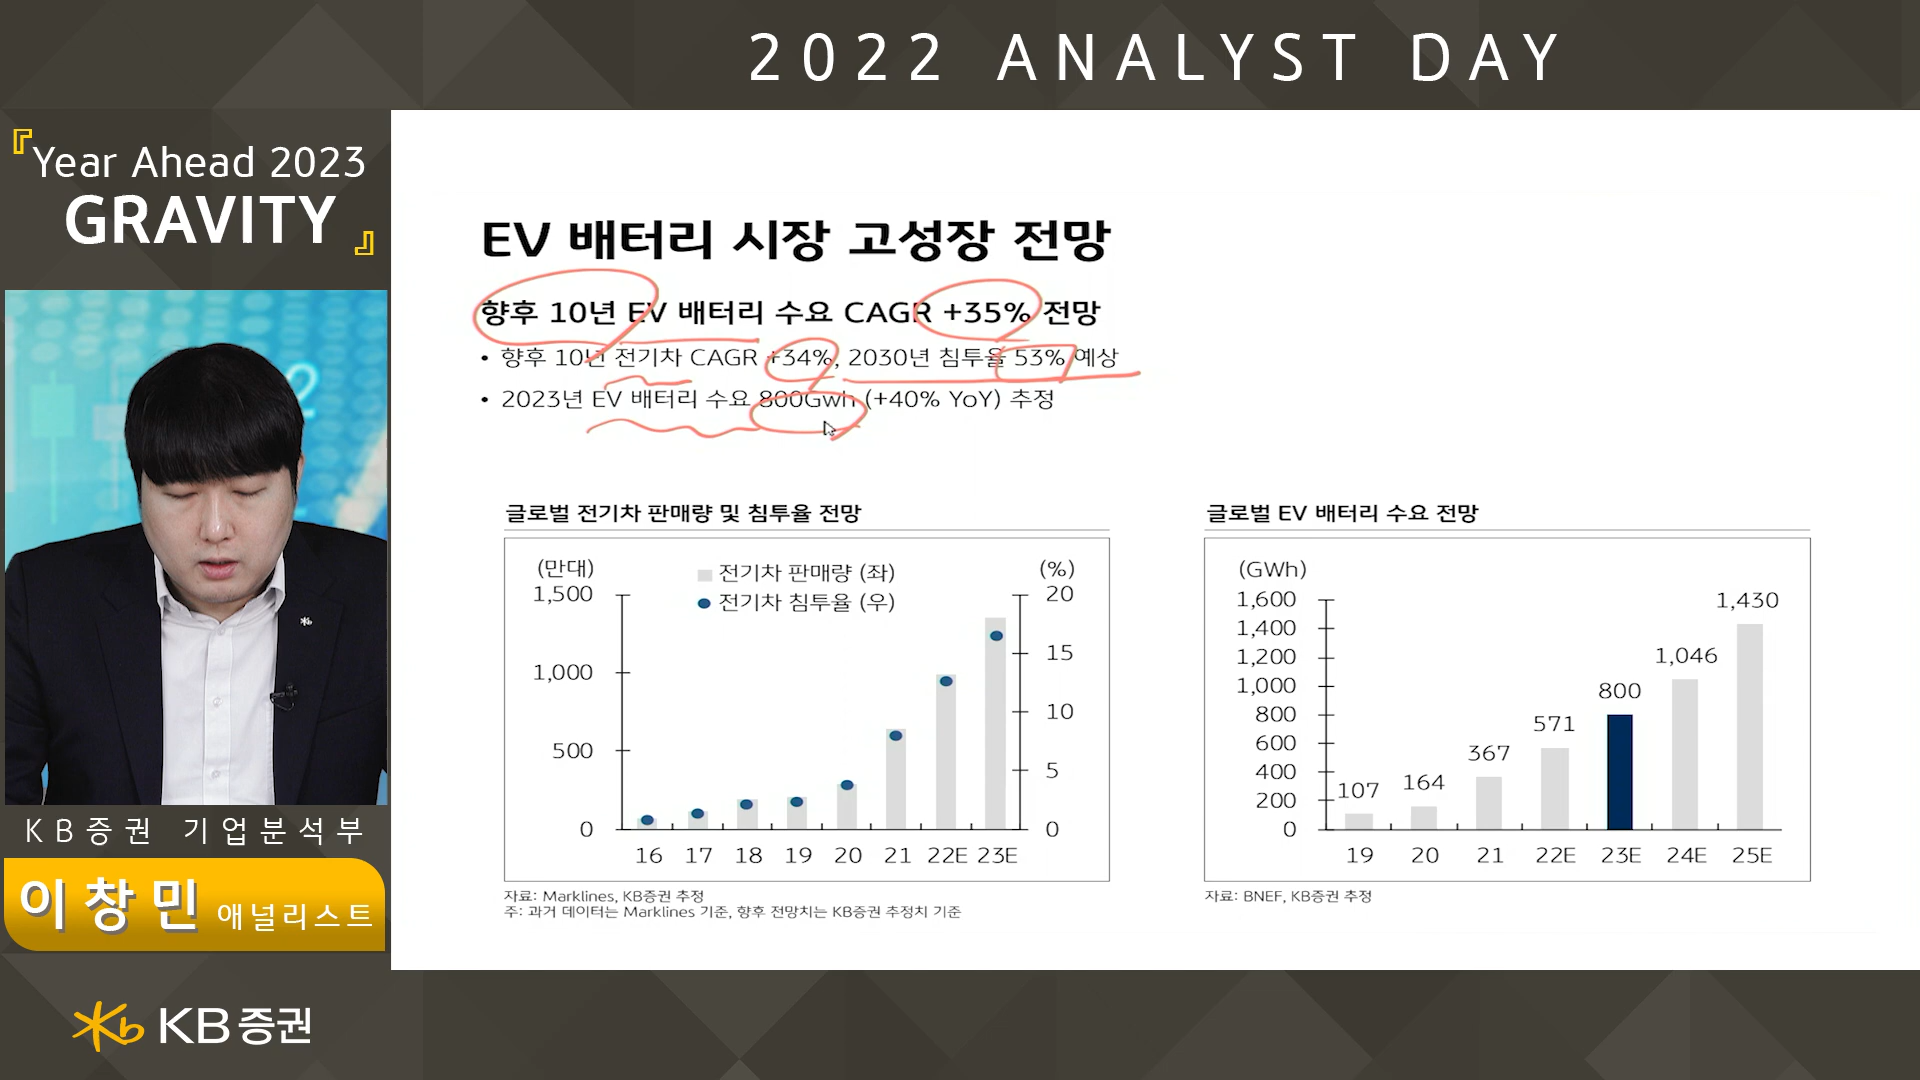 2022 ANALYST DAY
『Year Ahead 2023
GRAVITY』
EV 배터리 시장 고성장 전망
향후 10년 EV 배터리 수요 CAGR +35% 전망
• 향후 10년 전기차 CAGR +34%, 2030년 침투율 53% 예상
• 2023년 EV 배터리 수요 800Gwh (+40% YoY) 추정
글로벌 전기차 판매량 및 침투율 전망
(만대)
전기차 판매량 (좌)
전기차 침투율 (우)
(%)
1,500
1,000
500
0
20
15
10
5
0
16 17 18 19 20 21 22E 23E
자료: Marklines, KB증권 추정
주: 과거 데이터는 Marklines 기준, 향후 전망치는 KB증권 추정치 기준
글로벌 EV 배터리 수요 전망
(GWh)
1,600
1,400
1,200
1,000
800
600
400
200
0
107 164 367 571 800 1,046 1,430
19 20 21 22E 23E 24E 25E
자료: BNEF, KB증권 추정
KB증권 기업분석부
이창민 애널리스트
KB증권